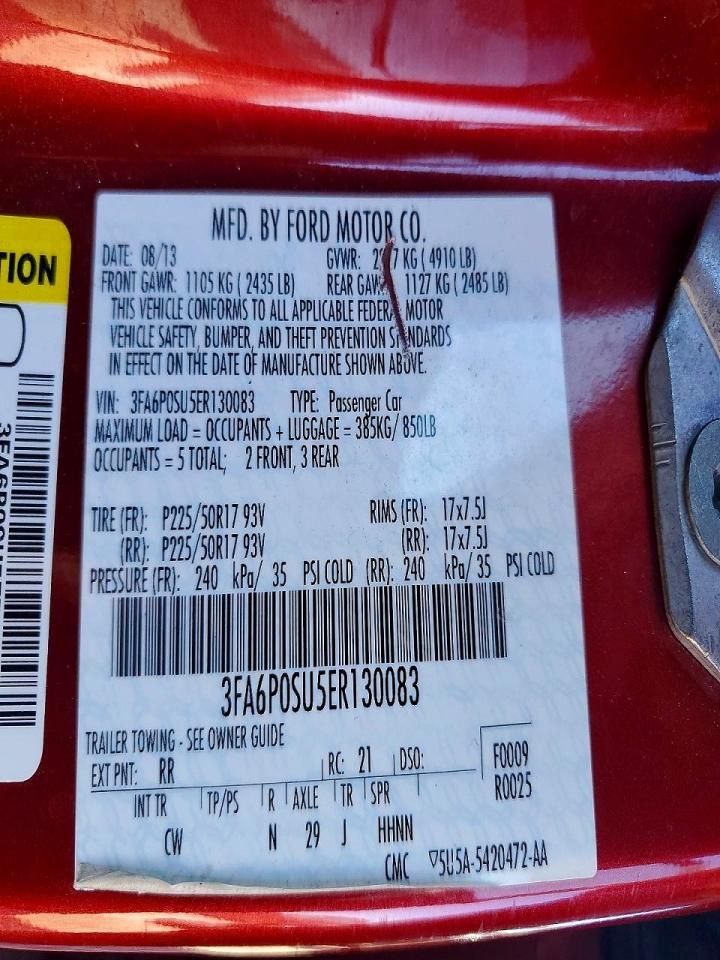 MFD. BY FORD MOTOR CO.
DATE: 08/13 GVWR: 2 7 KG ( 4910 LB)
FRONT GAWR: 1105 KG ( 2435 LB) REAR GAW 1127 KG ( 2485 LB)
THIS VEHICLE CONFORMS TO ALL APPLICABLE FEDERA MOTOR
VEHICLE SAFETY, BUMPER, AND THEFT PREVENTION S NDARDS
IN EFFECT ON THE DATE OF MANUFACTURE SHOWN ABOVE.
VIN: 3FA6P0SU5ER130083 TYPE: Passenger Car
MAXIMUM LOAD = OCCUPANTS + LUGGAGE = 385KG/ 850LB
OCCUPANTS = 5 TOTAL; 2 FRONT, 3 REAR
TIRE (FR): P225/50R17 93V RIMS (FR): 17x7.5J
(RR): P225/50R17 93V (RR): 17x7.5J
PRESSURE (FR): 240 kPa/ 35 PSI COLD (RR): 240 kPa/ 35 PSI COLD
3FA6P0SU5ER130083
TRAILER TOWING - SEE OWNER GUIDE
EXT PNT: RR RC: 21 DSO: F0009
R0025
INT TR TP/PS R AXLE TR SPR
CW N 29 J HHNN
CMC ▽5U5A-5420472-AA
TION